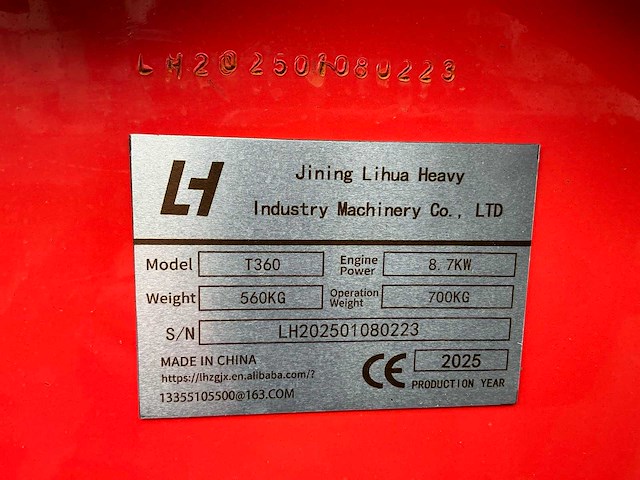 LH202501080223
LH
Jining Lihua Heavy
Industry Machinery Co., LTD
Model T360 Engine Power 8.7KW
Weight 560KG Operation Weight 700KG
S/N LH202501080223
MADE IN CHINA
https://lhzgjx.en.alibaba.com/?
13355105500@163.COM
CE 2025
PRODUCTION YEAR